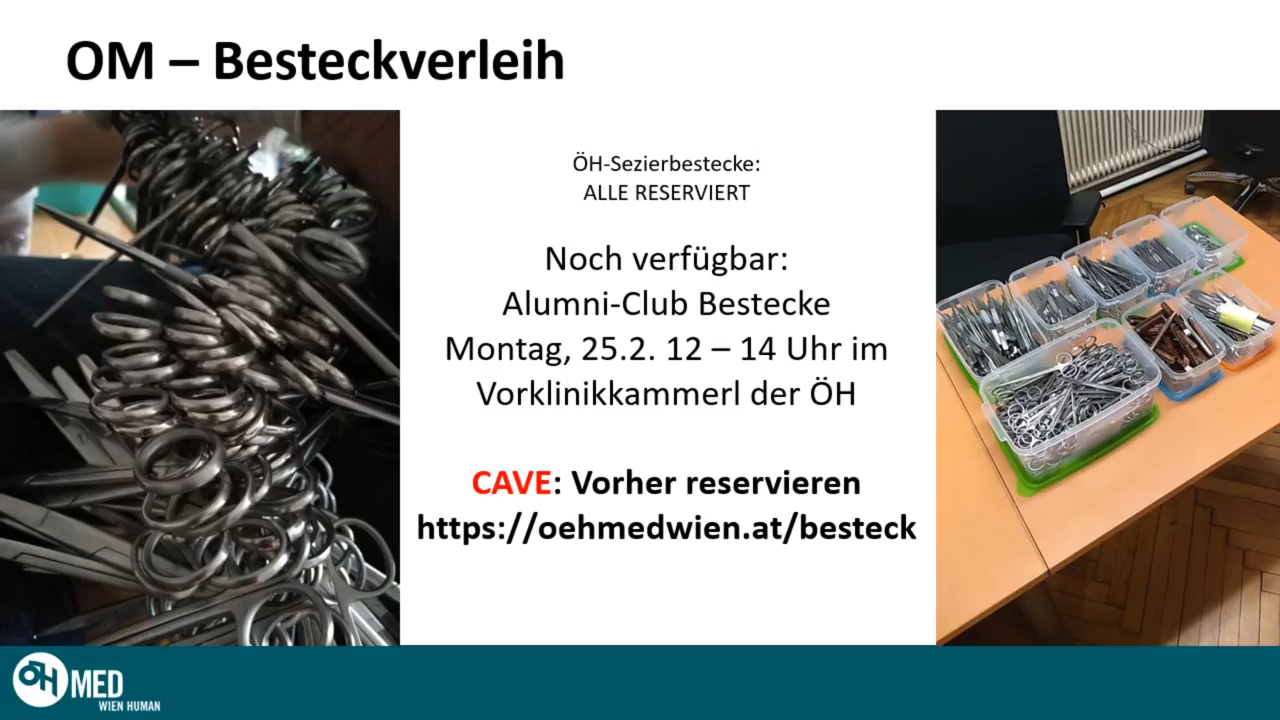 OM – Besteckverleih
ÖH-Sezierbestecke:
ALLE RESERVIERT
Noch verfügbar:
Alumni-Club Bestecke
Montag, 25.2. 12 – 14 Uhr im
Vorklinikkammerl der ÖH
CAVE: Vorher reservieren
https://oehmedwien.at/besteck
ÖH MED
WIEN HUMAN